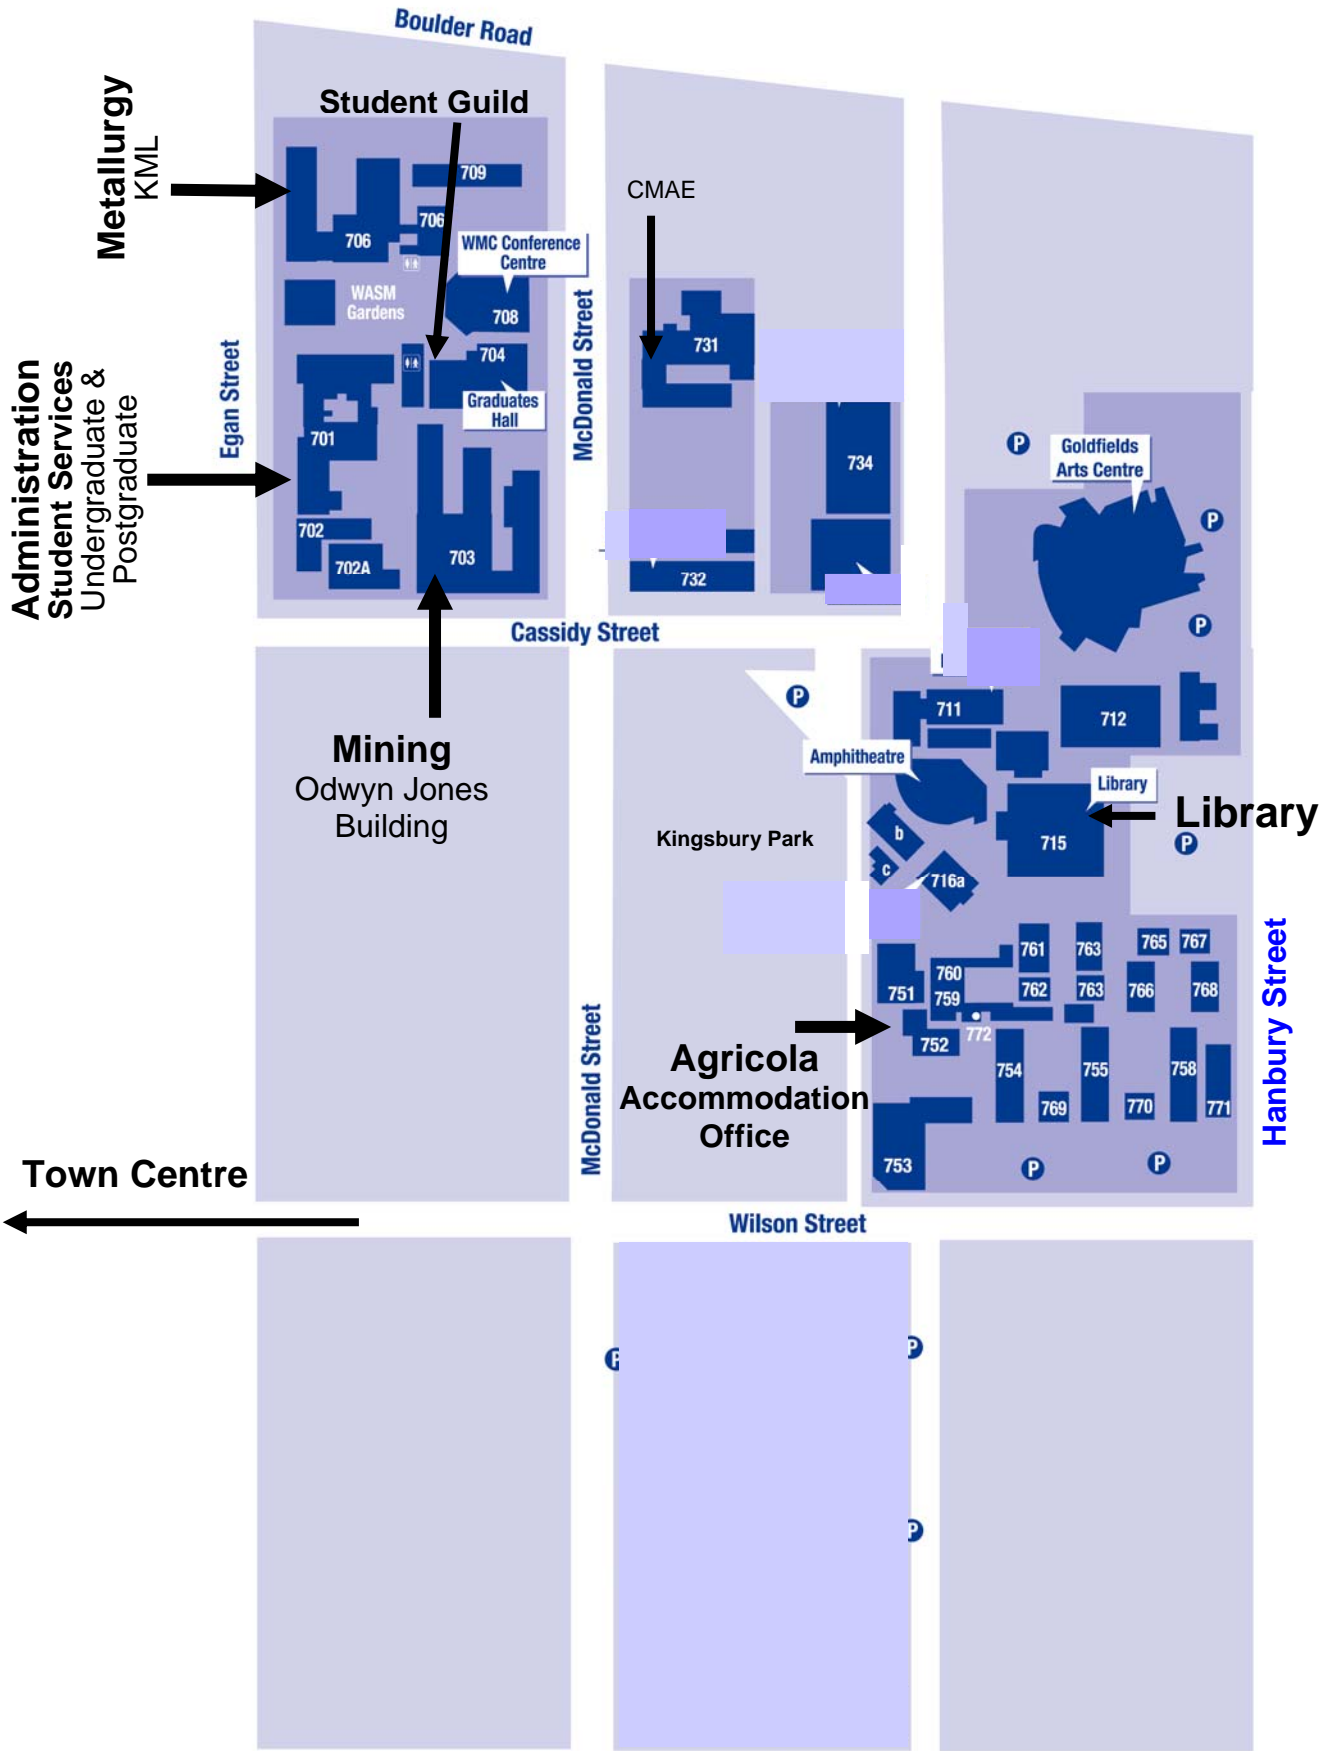 Boulder Road
Student Guild
Metallurgy
KML
709
706
706
WMC Conference
Centre
CMAE
WASM
Gardens
708
McDonald Street
731
704
Graduates
Hall
Egan Street
Administration
Student Services
Undergraduate &
Postgraduate
701
P
Goldfields
Arts Centre
734
P
702
702A
703
732
Cassidy Street
P
P
711
712
Mining
Odwyn Jones
Building
Amphitheatre
Library
Library
Kingsbury Park
b
c
715
P
716a
761
763
765
767
760
751
759
762
763
766
768
Hanbury Street
772
752
Agricola
Accommodation
Office
754
755
758
769
770
771
McDonald Street
753
P
P
Town Centre
Wilson Street
P
P
P